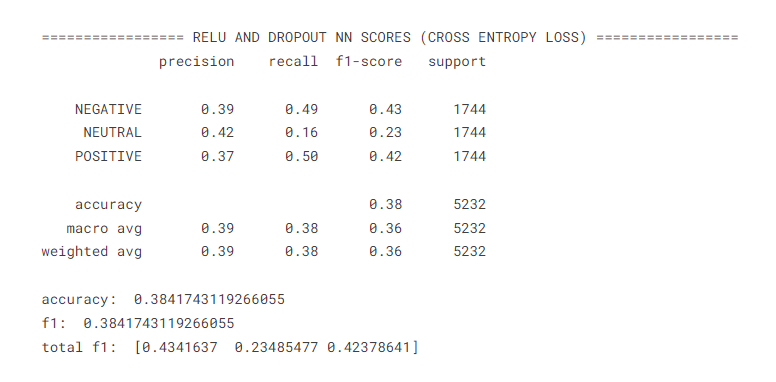 ================= RELU AND DROPOUT NN SCORES (CROSS ENTROPY LOSS) =================
precision recall f1-score support
NEGATIVE 0.39 0.49 0.43 1744
NEUTRAL 0.42 0.16 0.23 1744
POSITIVE 0.37 0.50 0.42 1744
accuracy 0.38 5232
macro avg 0.39 0.38 0.36 5232
weighted avg 0.39 0.38 0.36 5232
accuracy: 0.3841743119266055
f1: 0.3841743119266055
total f1: [0.4341637 0.23485477 0.42378641]